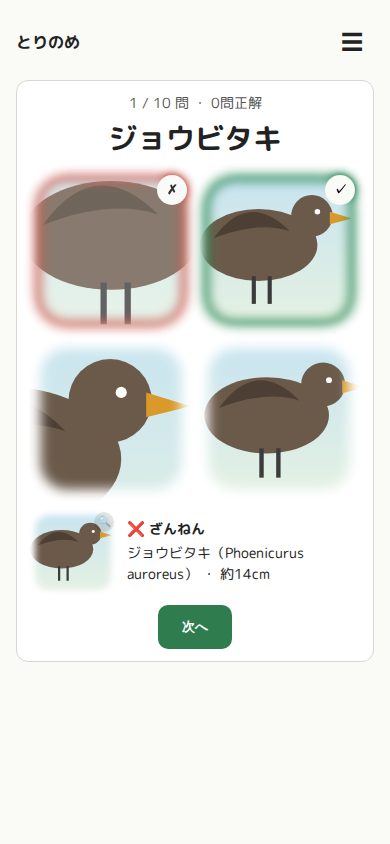 とりのめ
1 / 10 問 · 0問正解
ジョウビタキ
✗
✓
❌ ざんねん
ジョウビタキ（Phoenicurus
auroreus） · 約14cm
次へ